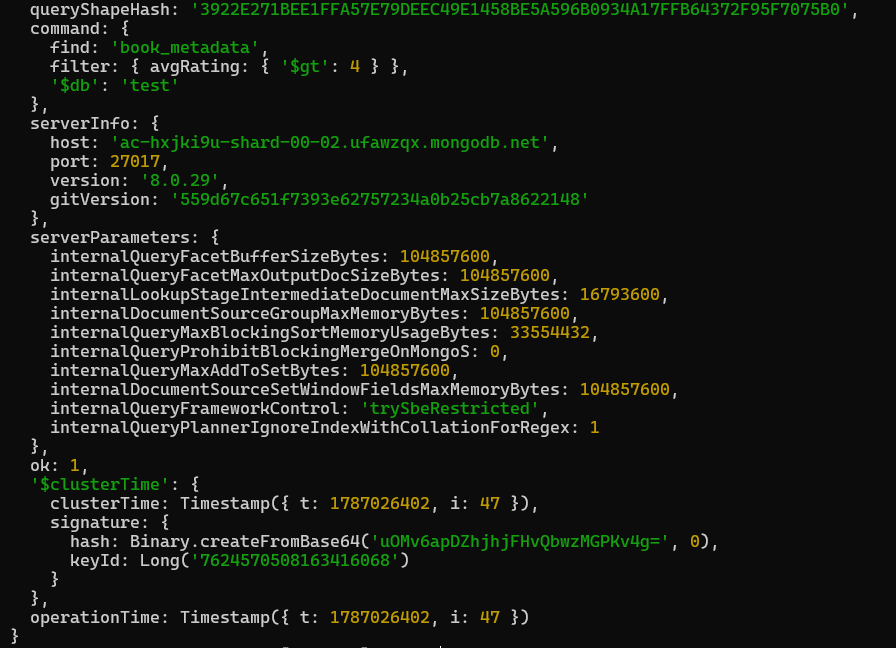 queryShapeHash: '3922E271BEE1FFA57E79DEEC49E1458BE5A596B0934A17FFB64372F95F7075B0',
command: {
find: 'book_metadata',
filter: { avgRating: { '$gt': 4 } },
'$db': 'test'
},
serverInfo: {
host: 'ac-hxjki9u-shard-00-02.ufawzqx.mongodb.net',
port: 27017,
version: '8.0.29',
gitVersion: '559d67c651f7393e62757234a0b25cb7a8622148'
},
serverParameters: {
internalQueryFacetBufferSizeBytes: 104857600,
internalQueryFacetMaxOutputDocSizeBytes: 104857600,
internalLookupStageIntermediateDocumentMaxSizeBytes: 16793600,
internalDocumentSourceGroupMaxMemoryBytes: 104857600,
internalQueryMaxBlockingSortMemoryUsageBytes: 33554432,
internalQueryProhibitBlockingMergeOnMongoS: 0,
internalQueryMaxAddToSetBytes: 104857600,
internalDocumentSourceSetWindowFieldsMaxMemoryBytes: 104857600,
internalQueryFrameworkControl: 'trySbeRestricted',
internalQueryPlannerIgnoreIndexWithCollationForRegex: 1
},
ok: 1,
'$clusterTime': {
clusterTime: Timestamp({ t: 1787026402, i: 47 }),
signature: {
hash: Binary.createFromBase64('uOMv6apDZhjhjFHvQbwzMGPKv4g=', 0),
keyId: Long('7624570508163416068')
}
},
operationTime: Timestamp({ t: 1787026402, i: 47 })
}